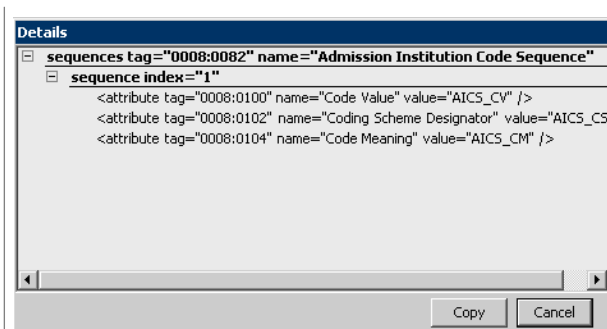 Details
sequences tag="0008:0082" name="Admission Institution Code Sequence"
sequence index="1"
<attribute tag="0008:0100" name="Code Value" value="AICS_CV" />
<attribute tag="0008:0102" name="Coding Scheme Designator" value="AICS_CS
<attribute tag="0008:0104" name="Code Meaning" value="AICS_CM" />
Copy Cancel